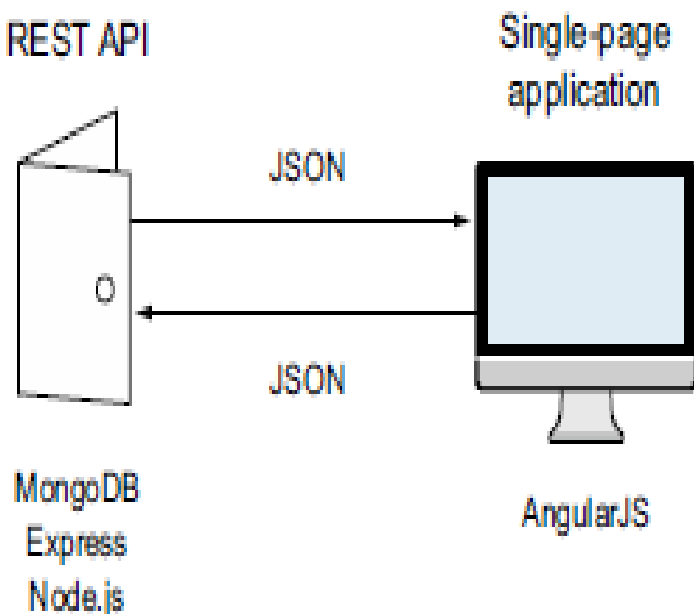 REST API
Single-page
application
JSON
JSON
MongoDB
Express
Node.js
AngularJS